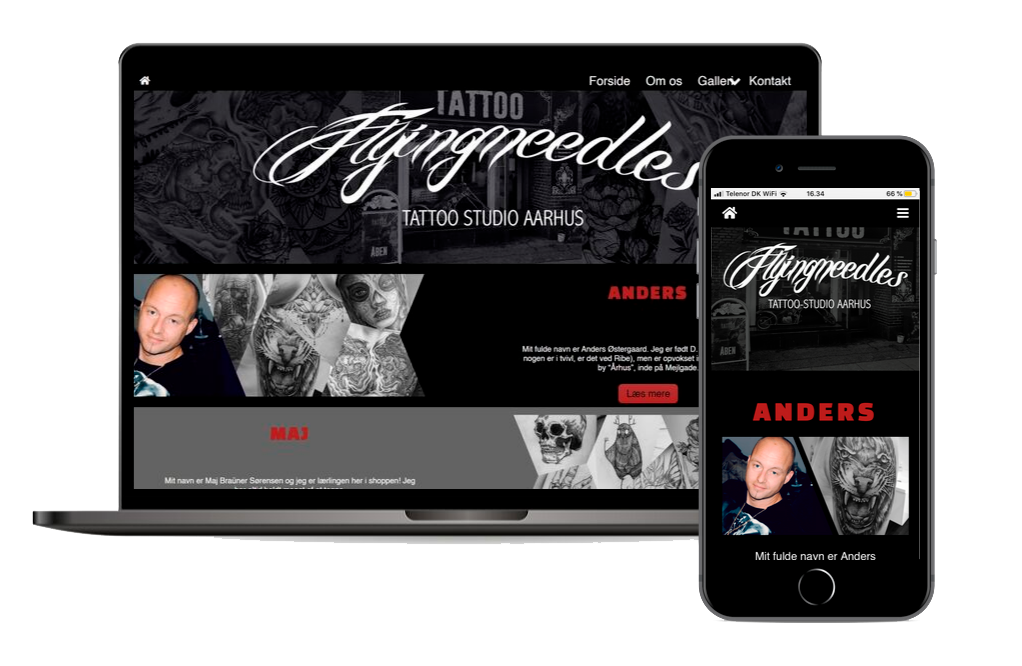 Forside Om os Galleri Kontakt
TATTOO
Flyingneedles
TATTOO STUDIO AARHUS
ÅBEN
ANDERS
Mit fulde navn er Anders Østergaard. Jeg er født D.
nogen er i tvivl, er det ved Ribe), men er opvokset i
by "Århus", inde på Mejlgade.
Læs mere
MAJ
Mit navn er Maj Braüner Sørensen og jeg er lærlingen her i shoppen! Jeg
Telenor DK WiFi 16.34 66 %
TATTOO
Flyingneedles
TATTOO-STUDIO AARHUS
ÅBEN
ANDERS
Mit fulde navn er Anders